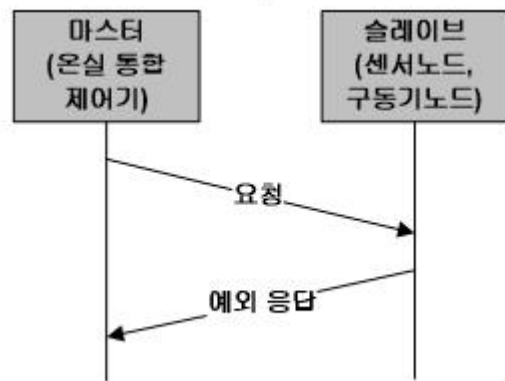 마스터
(온실 통합
제어기)
슬레이브
(센서노드,
구동기노드)
요청
예외 응답